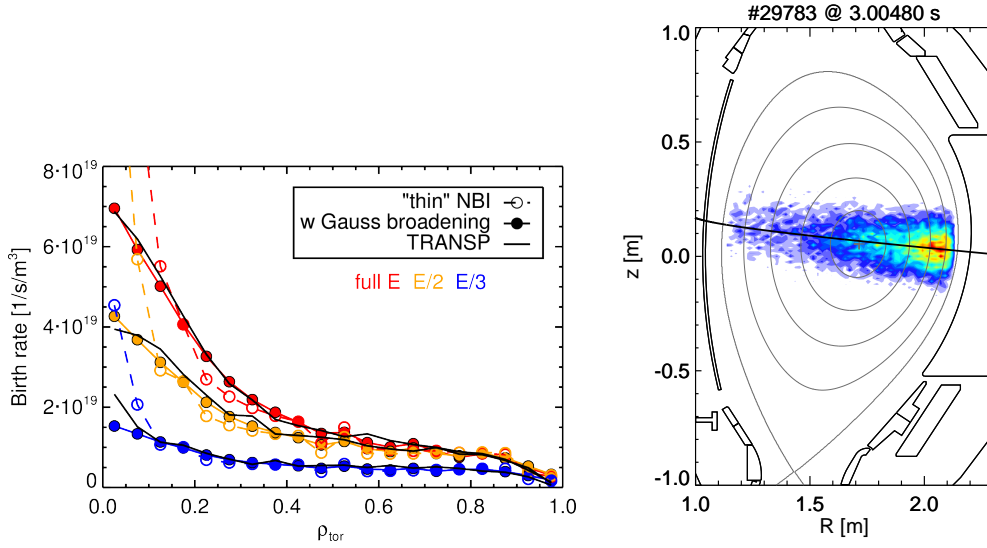 #29783 @ 3.00480 s
8·10¹⁹
6·10¹⁹
4·10¹⁹
2·10¹⁹
0
Birth rate [1/s/m³]
"thin" NBI
w Gauss broadening
TRANSP
full E E/2 E/3
0.0 0.2 0.4 0.6 0.8 1.0
ρtor
1.0
0.5
0.0
-0.5
-1.0
z [m]
1.0 1.5 2.0
R [m]